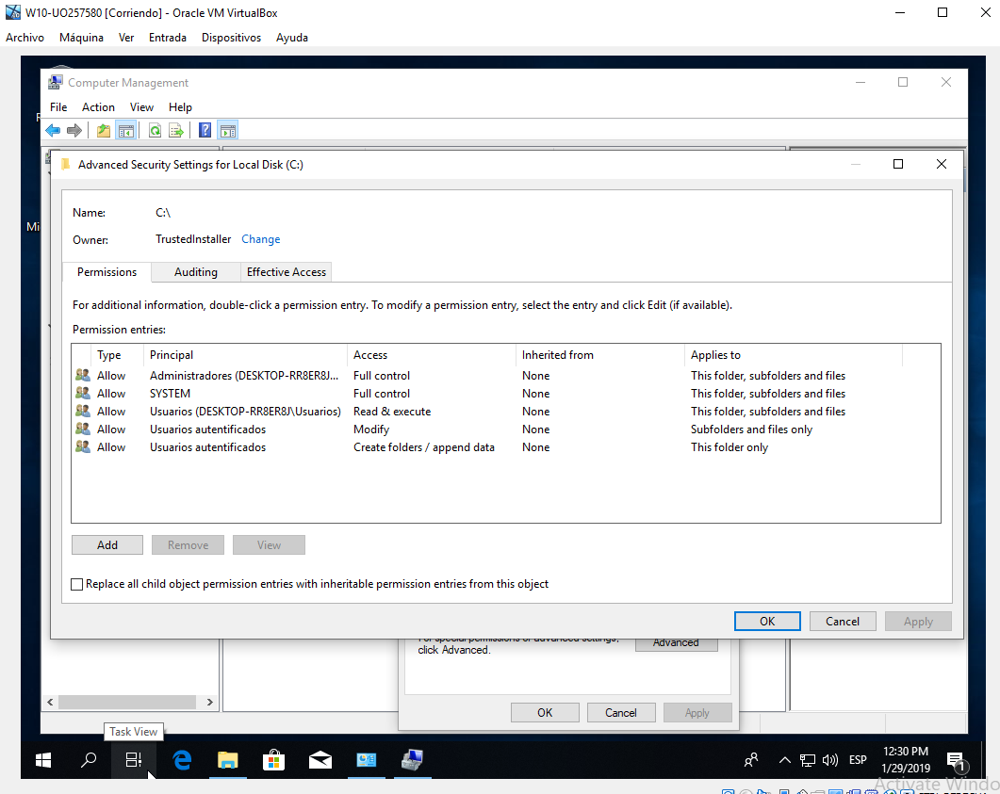 W10-UO257580 [Corriendo] - Oracle VM VirtualBox
Archivo Máquina Ver Entrada Dispositivos Ayuda
Computer Management
File Action View Help
Advanced Security Settings for Local Disk (C:)
Mi
Name: C:\
Owner: TrustedInstaller Change
Permissions Auditing Effective Access
For additional information, double-click a permission entry. To modify a permission entry, select the entry and click Edit (if available).
Permission entries:
Type Principal Access Inherited from Applies to
Allow Administradores (DESKTOP-RR8ER8J... Full control None This folder, subfolders and files
Allow SYSTEM Full control None This folder, subfolders and files
Allow Usuarios (DESKTOP-RR8ER8J\Usuarios) Read & execute None This folder, subfolders and files
Allow Usuarios autentificados Modify None Subfolders and files only
Allow Usuarios autentificados Create folders / append data None This folder only
Add Remove View
Replace all child object permission entries with inheritable permission entries from this object
OK Cancel Apply
For special permissions or advanced settings, Advanced
click Advanced.
OK Cancel Apply
Task View
ESP 12:30 PM
1/29/2019 1
Activate Windo